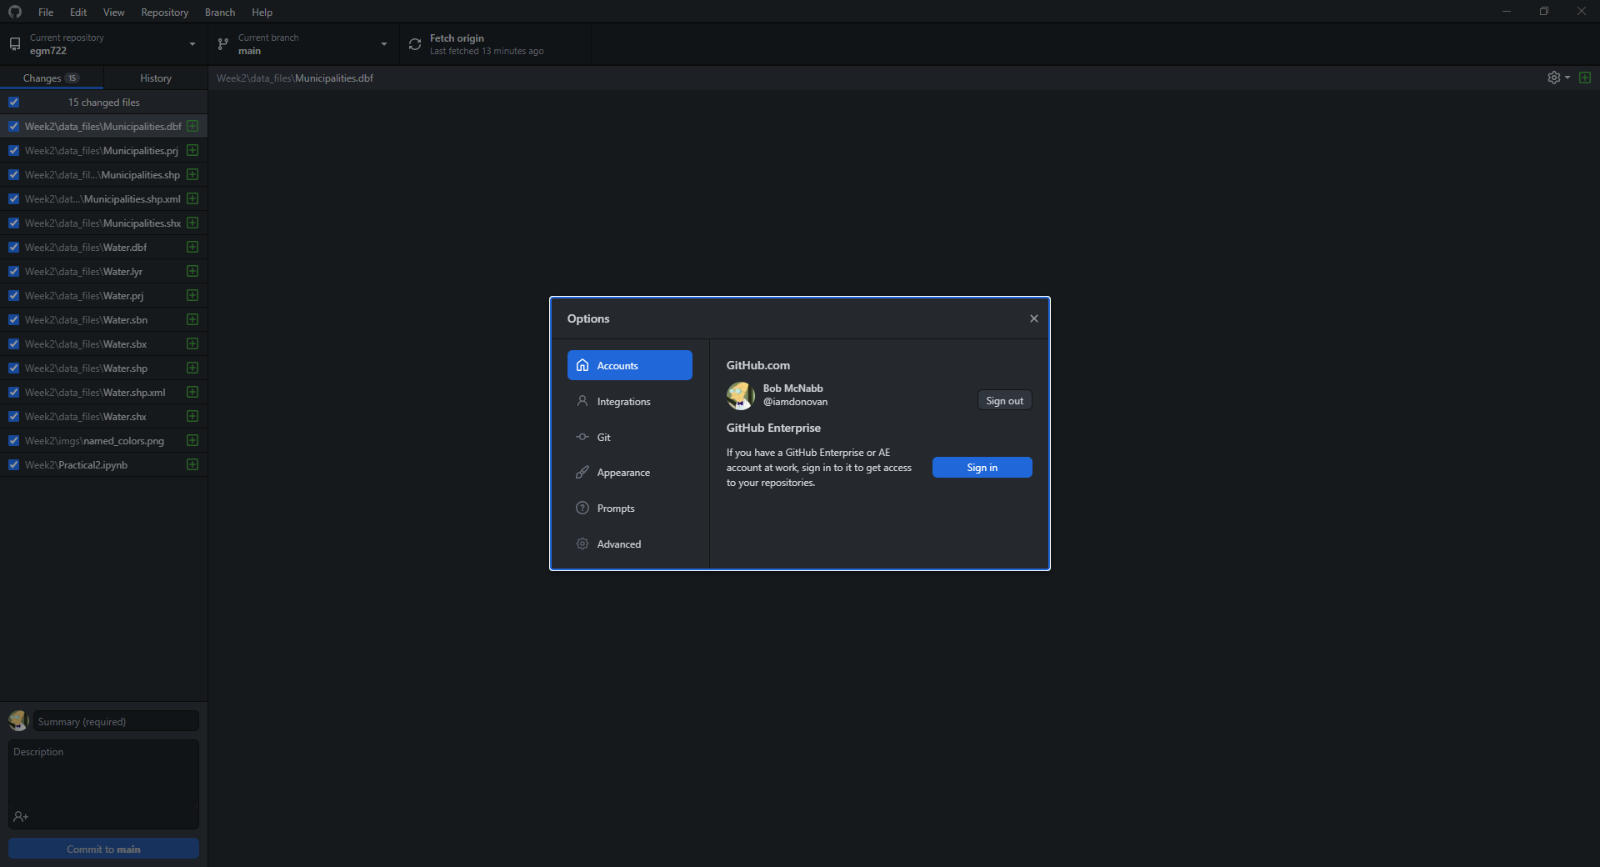 File Edit View Repository Branch Help
Current repository
egm722
Current branch
main
Fetch origin
Last fetched 13 minutes ago
Changes 15 History
Week2\data_files\Municipalities.dbf
15 changed files
Week2\data_files\Municipalities.dbf
Week2\data_files\Municipalities.prj
Week2\data_fil...\Municipalities.shp
Week2\dat...\Municipalities.shp.xml
Week2\data_files\Municipalities.shx
Week2\data_files\Water.dbf
Week2\data_files\Water.lyr
Week2\data_files\Water.prj
Week2\data_files\Water.sbn
Week2\data_files\Water.sbx
Week2\data_files\Water.shp
Week2\data_files\Water.shp.xml
Week2\data_files\Water.shx
Week2\imgs\named_colors.png
Week2\Practical2.ipynb
Summary (required)
Description
Commit to main
Options
Accounts
Integrations
Git
Appearance
Prompts
Advanced
GitHub.com
Bob McNabb
@iamdonovan
Sign out
GitHub Enterprise
If you have a GitHub Enterprise or AE
account at work, sign in to it to get access
to your repositories.
Sign in